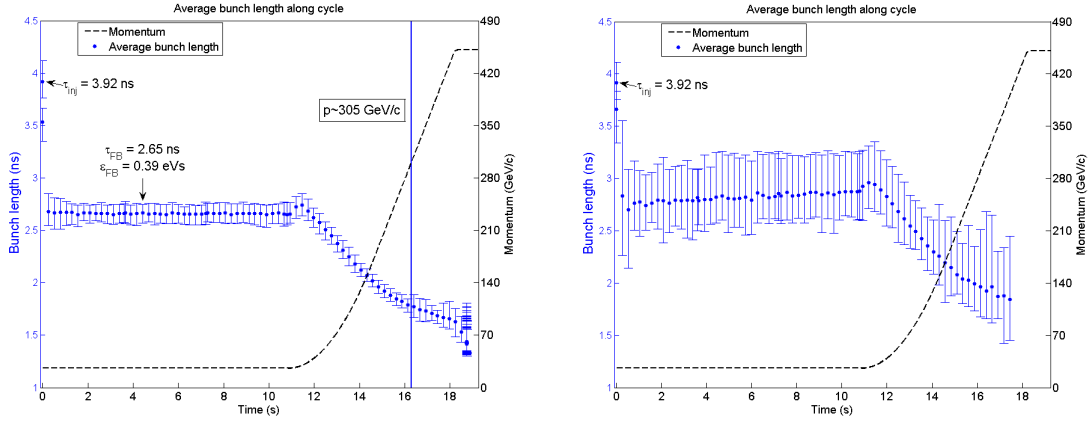 Average bunch length along cycle
4.5
4
3.5
3
2.5
2
1.5
1
Bunch length (ns)
Momentum
Average bunch length
τinj = 3.92 ns
τFB = 2.65 ns
εFB = 0.39 eVs
p~305 GeV/c
490
450
350
280
210
140
70
0
Momentum (GeV/c)
0 2 4 6 8 10 12 14 16 18
Time (s)
Average bunch length along cycle
4.5
4
3.5
3
2.5
2
1.5
1
Bunch length (ns)
Momentum
Average bunch length
τinj = 3.92 ns
490
450
350
280
210
140
70
0
Momentum (GeV/c)
0 2 4 6 8 10 12 14 16 18
Time (s)